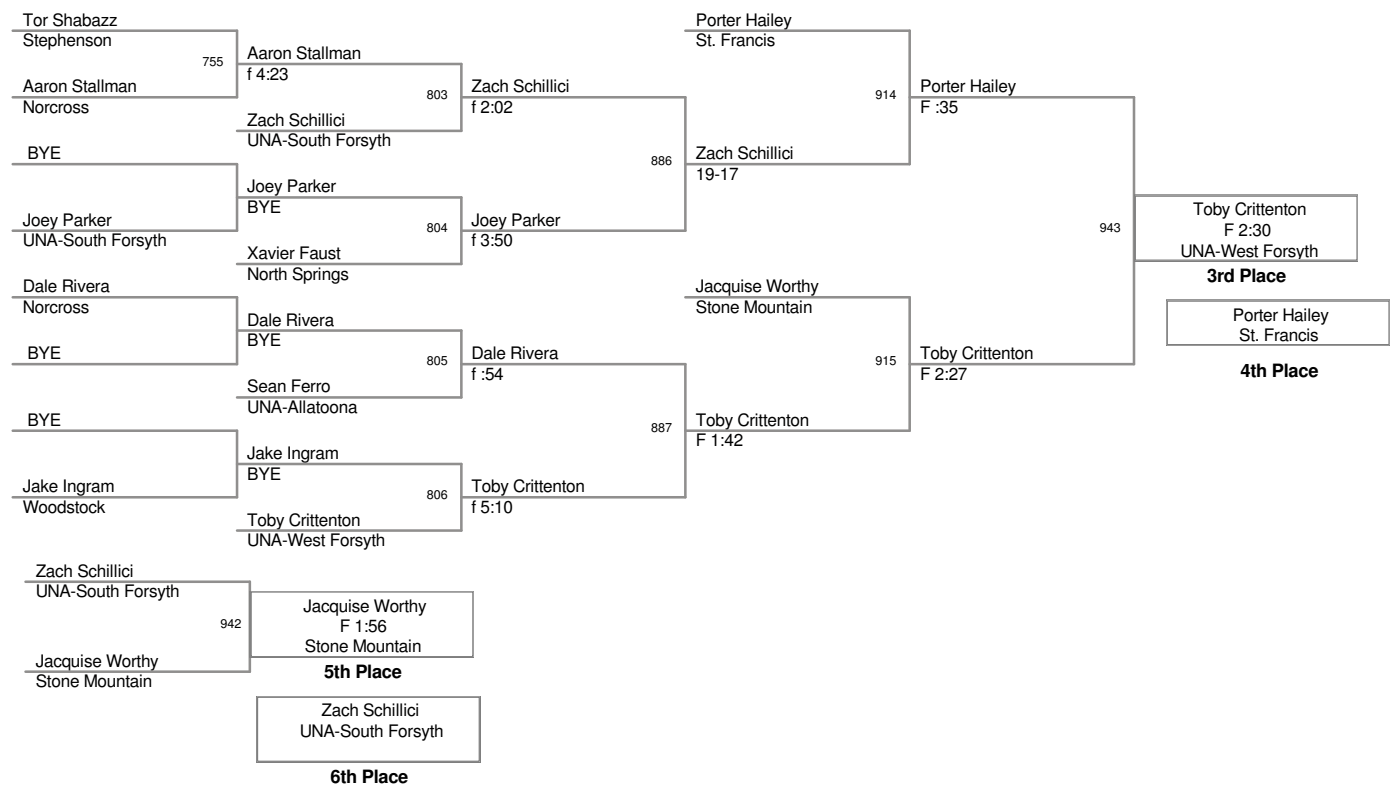 Tor Shabazz
Stephenson
755
Aaron Stallman
Norcross
BYE
Joey Parker
UNA-South Forsyth
Dale Rivera
Norcross
BYE
BYE
Jake Ingram
Woodstock
Aaron Stallman
f 4:23
803
Zach Schillici
UNA-South Forsyth
Joey Parker
BYE
804
Xavier Faust
North Springs
Dale Rivera
BYE
805
Sean Ferro
UNA-Allatoona
Jake Ingram
BYE
806
Toby Crittenton
UNA-West Forsyth
Zach Schillici
f 2:02
886
Joey Parker
f 3:50
Dale Rivera
f :54
887
Toby Crittenton
f 5:10
Porter Hailey
St. Francis
914
Zach Schillici
19-17
Jacquise Worthy
Stone Mountain
915
Toby Crittenton
F 1:42
Porter Hailey
F :35
943
Toby Crittenton
F 2:27
Toby Crittenton
F 2:30
UNA-West Forsyth
3rd Place
Porter Hailey
St. Francis
4th Place
Zach Schillici
UNA-South Forsyth
942
Jacquise Worthy
Stone Mountain
Jacquise Worthy
F 1:56
Stone Mountain
5th Place
Zach Schillici
UNA-South Forsyth
6th Place